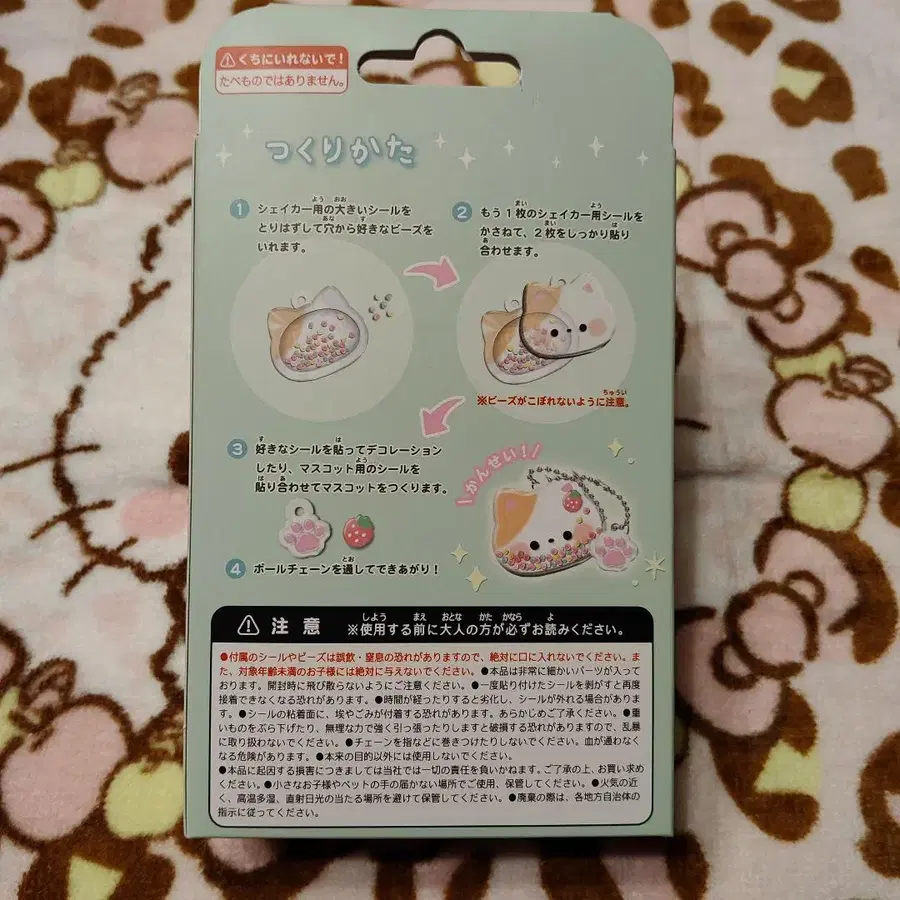 くちにいれないで！
たべものではありません。
つくりかた
1 シェイカー用の大きいシールを
とりはずして穴から好きなビーズを
いれます。
2 もう1枚のシェイカー用シールを
かさねて、2枚をしっかり貼り
合わせます。
※ビーズがこぼれないように注意。
3 好きなシールを貼ってデコレーション
したり、マスコット用のシールを
貼り合わせてマスコットをつくります。
かんせい！
4 ボールチェーンを通してできあがり！
注意 ※使用する前に大人の方が必ずお読みください。
●付属のシールやビーズは誤飲・窒息の恐れがありますので、絶対に口に入れないでください。ま
た、対象年齢未満のお子様には絶対に与えないでください。●本品は非常に細かいパーツが入って
おります。開封時に飛び散らないようにご注意ください。●一度貼り付けたシールを剥がすと再度
接着できなくなる恐れがあります。●時間が経ったりすると劣化し、シールが外れる場合がありま
す。●シールの粘着面に、埃やごみが付着する恐れがあります。あらかじめご了承ください。●重
いものをぶら下げたり、無理な力で強く引っ張ったりしますと破損する恐れがありますので、乱暴
に取り扱わないでください。●チェーンを指などに巻きつけたりしないでください。血が通わなく
なる危険があります。●本来の目的以外には使用しないでください。
●本品に起因する損害につきましては当社では一切の責任を負いかねます。ご了承の上、お買い求め
ください。●小さなお子様やペットの手の届かない場所でご使用、保管してください。●火気の近
く、高温多湿、直射日光の当たる場所を避けて保管してください。●廃棄の際は、各地方自治体の
指示に従ってください。